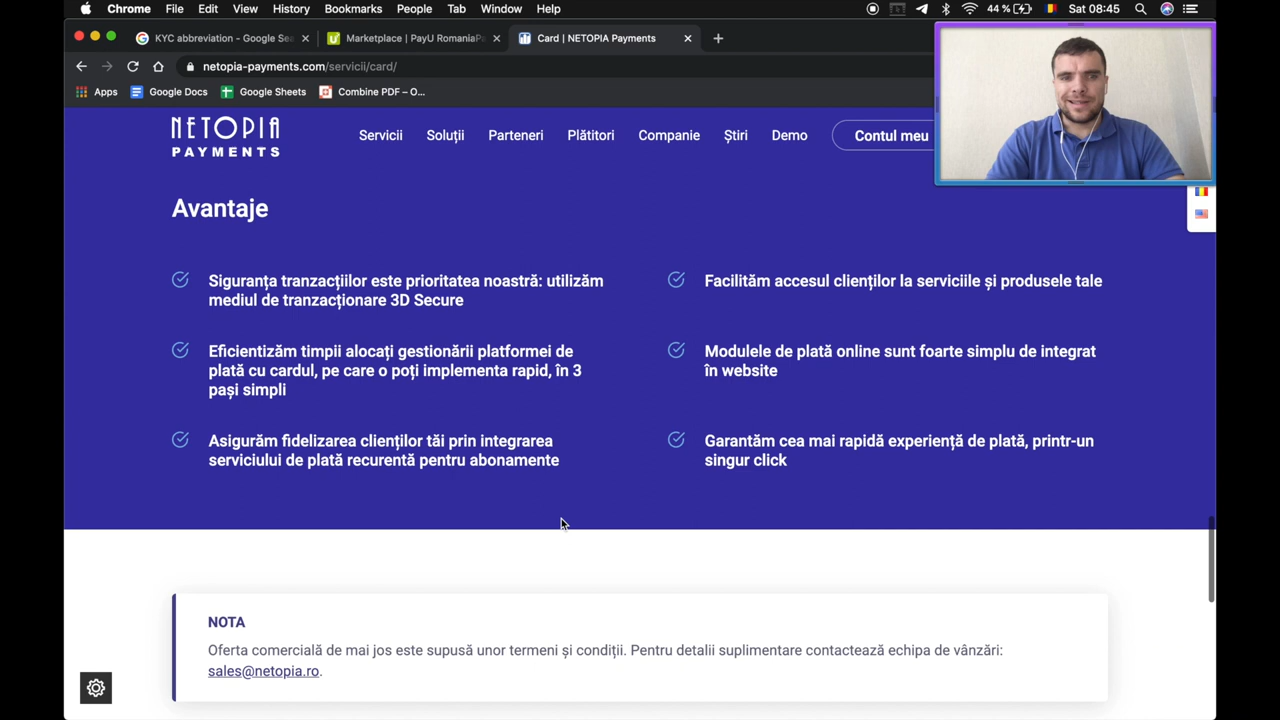 Chrome File Edit View History Bookmarks People Tab Window Help 44 % Sat 08:45
KYC abbreviation - Google Se Marketplace | PayU RomaniaP Card | NETOPIA Payments
netopia-payments.com/servicii/card/
Apps Google Docs Google Sheets Combine PDF – O...
NETOPIA
PAYMENTS
Servicii Soluții Parteneri Plătitori Companie Știri Demo Contul meu
Avantaje
Siguranța tranzacțiilor este prioritatea noastră: utilizăm
mediul de tranzacționare 3D Secure
Facilităm accesul clienților la serviciile și produsele tale
Eficientizăm timpii alocați gestionării platformei de
plată cu cardul, pe care o poți implementa rapid, în 3
pași simpli
Modulele de plată online sunt foarte simplu de integrat
în website
Asigurăm fidelizarea clienților tăi prin integrarea
serviciului de plată recurentă pentru abonamente
Garantăm cea mai rapidă experiență de plată, printr-un
singur click
NOTA
Oferta comercială de mai jos este supusă unor termeni și condiții. Pentru detalii suplimentare contactează echipa de vânzări:
sales@netopia.ro.